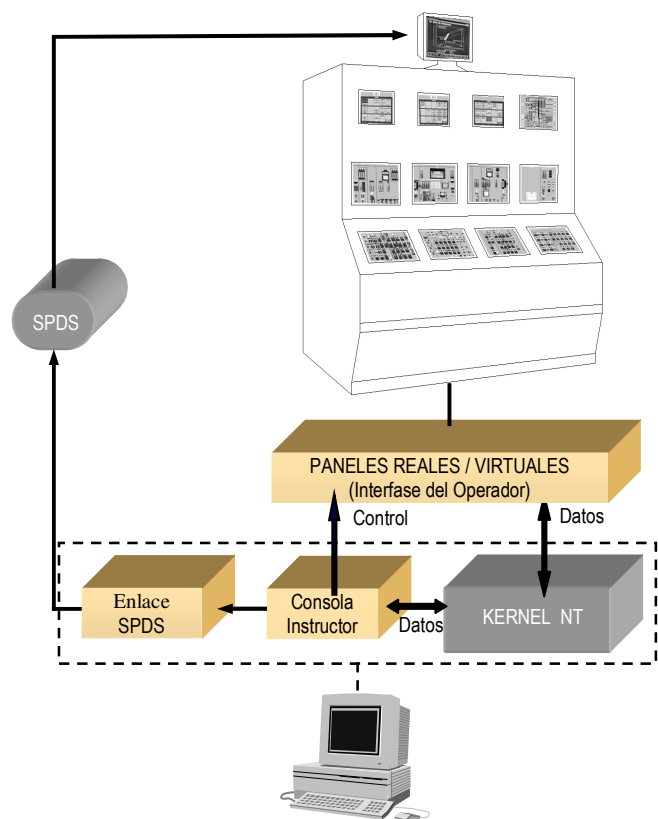 SPDS
PANELES REALES / VIRTUALES
(Interfase del Operador)
Control
Datos
Enlace
SPDS
Consola
Instructor
Datos
KERNEL NT